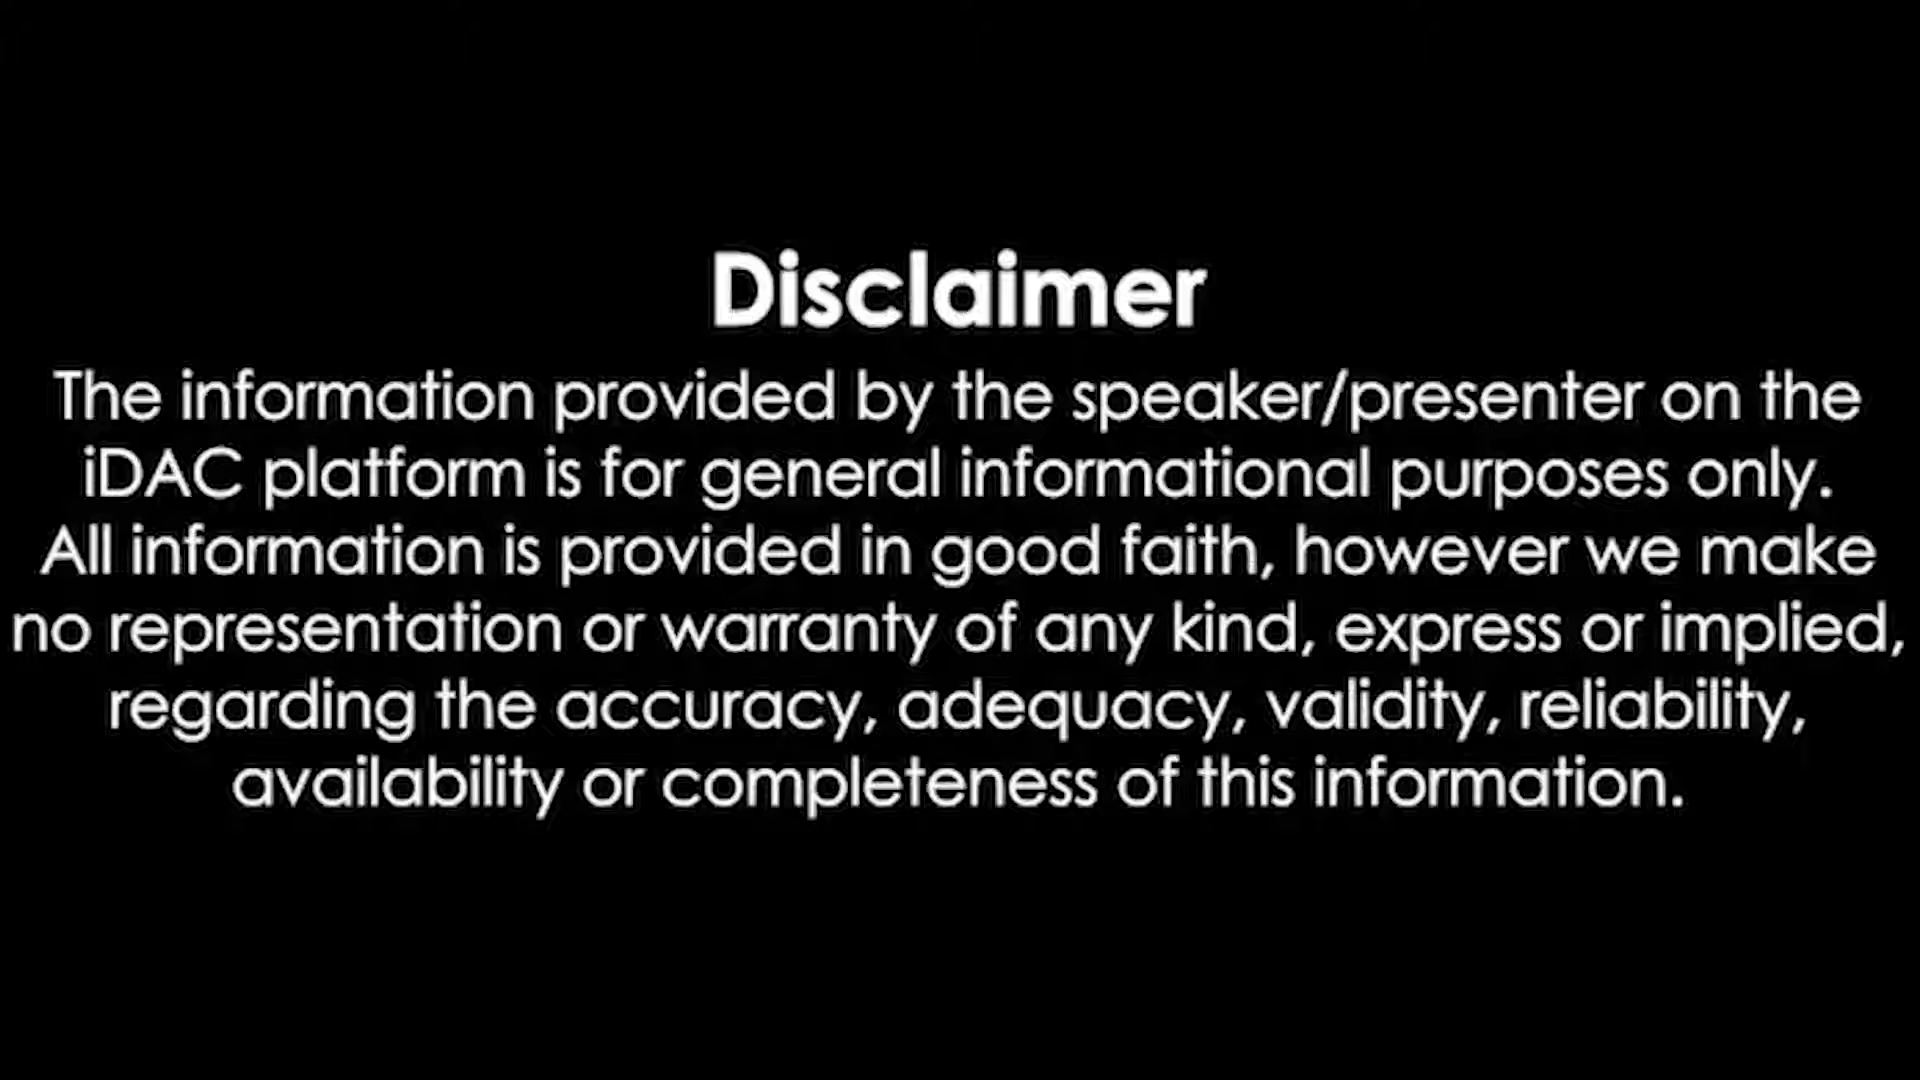 Disclaimer
The information provided by the speaker/presenter on the
iDAC platform is for general informational purposes only.
All information is provided in good faith, however we make
no representation or warranty of any kind, express or implied,
regarding the accuracy, adequacy, validity, reliability,
availability or completeness of this information.